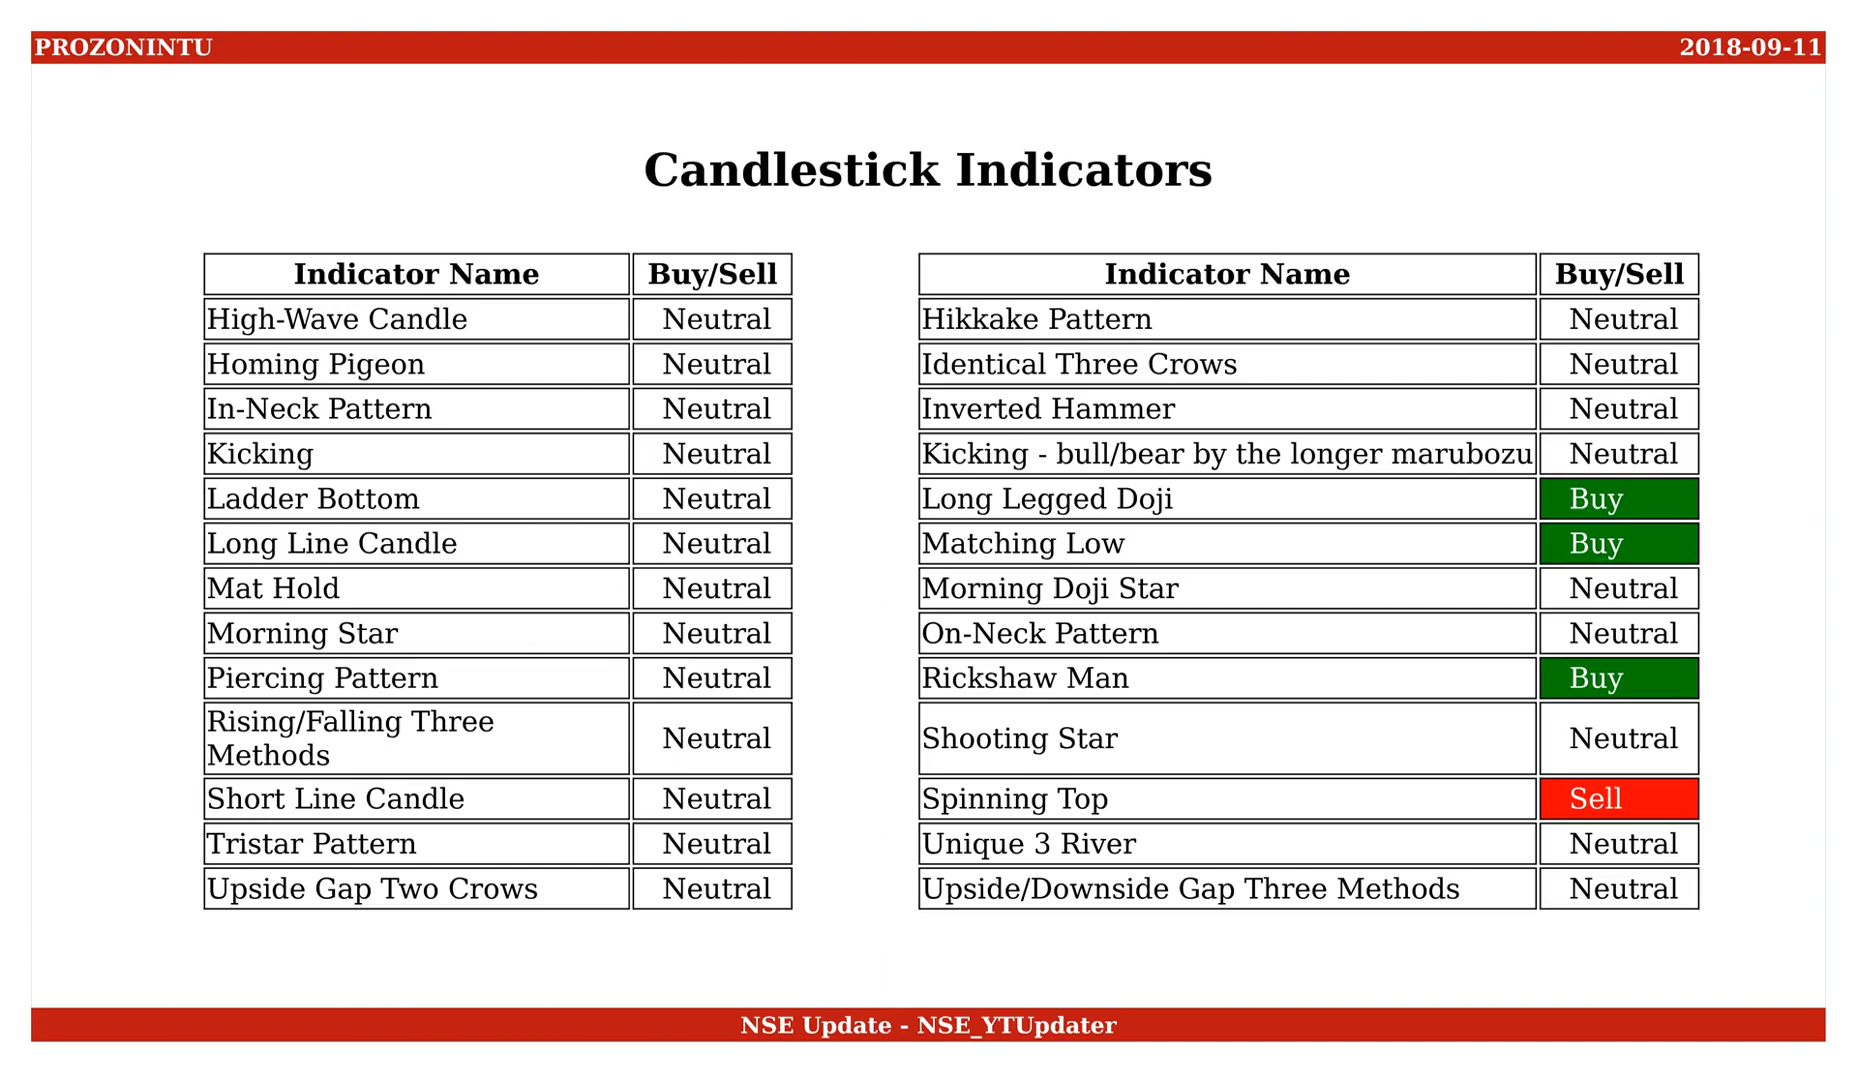 PROZONINTU
2018-09-11
Candlestick Indicators
Indicator Name Buy/Sell
High-Wave Candle Neutral
Homing Pigeon Neutral
In-Neck Pattern Neutral
Kicking Neutral
Ladder Bottom Neutral
Long Line Candle Neutral
Mat Hold Neutral
Morning Star Neutral
Piercing Pattern Neutral
Rising/Falling Three
Methods Neutral
Short Line Candle Neutral
Tristar Pattern Neutral
Upside Gap Two Crows Neutral
Indicator Name Buy/Sell
Hikkake Pattern Neutral
Identical Three Crows Neutral
Inverted Hammer Neutral
Kicking - bull/bear by the longer marubozu Neutral
Long Legged Doji Buy
Matching Low Buy
Morning Doji Star Neutral
On-Neck Pattern Neutral
Rickshaw Man Buy
Shooting Star Neutral
Spinning Top Sell
Unique 3 River Neutral
Upside/Downside Gap Three Methods Neutral
NSE Update - NSE_YTUpdater